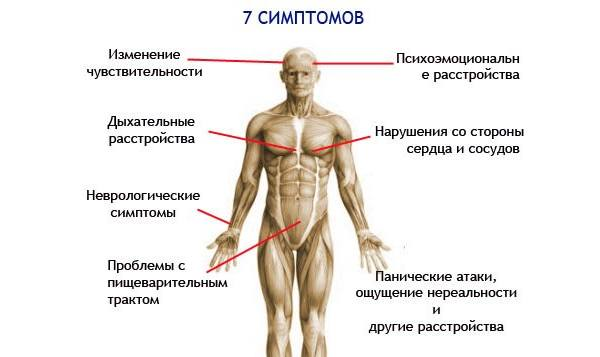 7 СИМПТОМОВ
Изменение
чувствительности
Психоэмоциональн
е расстройства
Дыхательные
расстройства
Нарушения со стороны
сердца и сосудов
Неврологические
симптомы
Проблемы с
пищеварительным
трактом
Панические атаки,
ощущение нереальности
и
другие расстройства